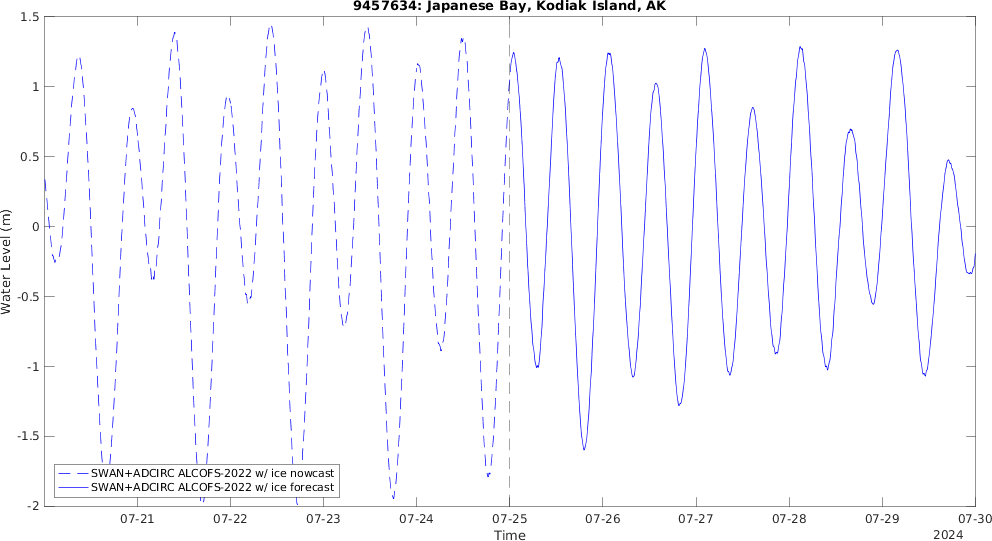 9457634: Japanese Bay, Kodiak Island, AK
1.5
1
0.5
0
-0.5
-1
-1.5
-2
Water Level (m)
SWAN+ADCIRC ALCOFS-2022 w/ ice nowcast
SWAN+ADCIRC ALCOFS-2022 w/ ice forecast
07-21 07-22 07-23 07-24 07-25 07-26 07-27 07-28 07-29 07-30
Time
2024